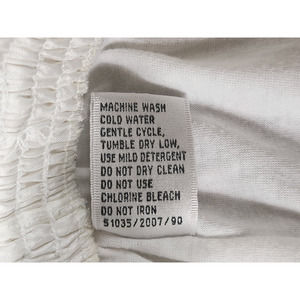 MACHINE WASH
COLD WATER
GENTLE CYCLE,
TUMBLE DRY LOW,
USE MILD DETERGENT
DO NOT DRY CLEAN
DO NOT USE
CHLORINE BLEACH
DO NOT IRON
51035/2007/90